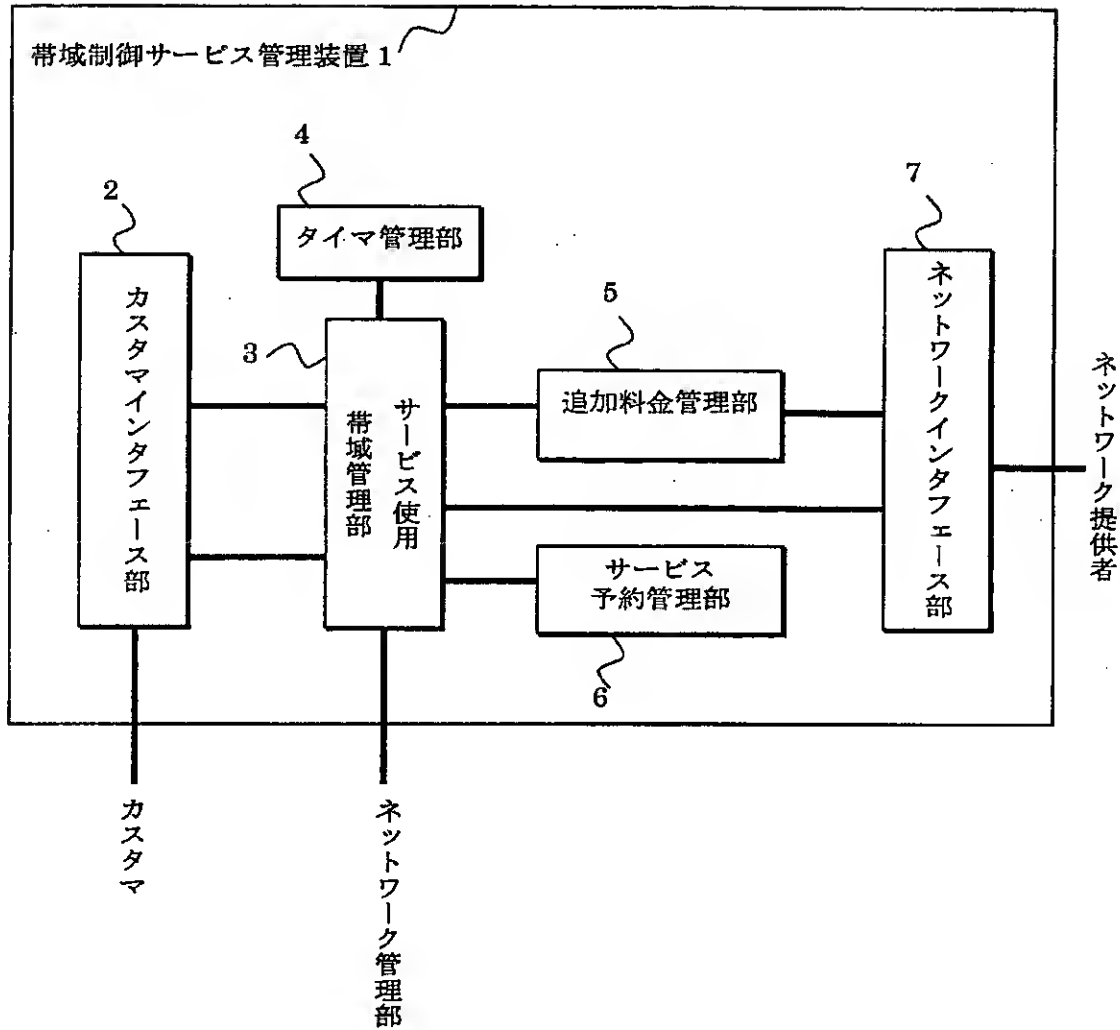 帯域制御サービス管理装置 1
4
2
7
タイマ管理部
カスタマインタフェース部
ネットワークインタフェース部
5
3
追加料金管理部
サービス使用
帯域管理部
サービス
予約管理部
6
ネットワーク提供者
カスタマ
ネットワーク管理部